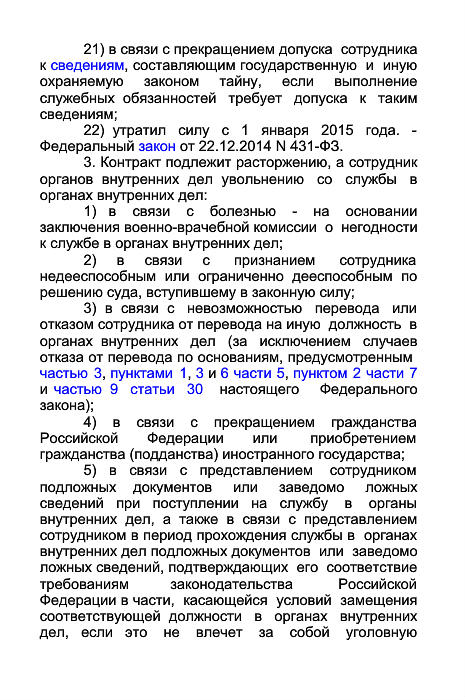 21) в связи с прекращением допуска сотрудника
к сведениям, составляющим государственную и иную
охраняемую законом тайну, если выполнение
служебных обязанностей требует допуска к таким
сведениям;
22) утратил силу с 1 января 2015 года. -
Федеральный закон от 22.12.2014 N 431-ФЗ.
3. Контракт подлежит расторжению, а сотрудник
органов внутренних дел увольнению со службы в
органах внутренних дел:
1) в связи с болезнью - на основании
заключения военно-врачебной комиссии о негодности
к службе в органах внутренних дел;
2) в связи с признанием сотрудника
недееспособным или ограниченно дееспособным по
решению суда, вступившему в законную силу;
3) в связи с невозможностью перевода или
отказом сотрудника от перевода на иную должность в
органах внутренних дел (за исключением случаев
отказа от перевода по основаниям, предусмотренным
частью 3, пунктами 1, 3 и 6 части 5, пунктом 2 части 7
и частью 9 статьи 30 настоящего Федерального
закона);
4) в связи с прекращением гражданства
Российской Федерации или приобретением
гражданства (подданства) иностранного государства;
5) в связи с представлением сотрудником
подложных документов или заведомо ложных
сведений при поступлении на службу в органы
внутренних дел, а также в связи с представлением
сотрудником в период прохождения службы в органах
внутренних дел подложных документов или заведомо
ложных сведений, подтверждающих его соответствие
требованиям законодательства Российской
Федерации в части, касающейся условий замещения
соответствующей должности в органах внутренних
дел, если это не влечет за собой уголовную